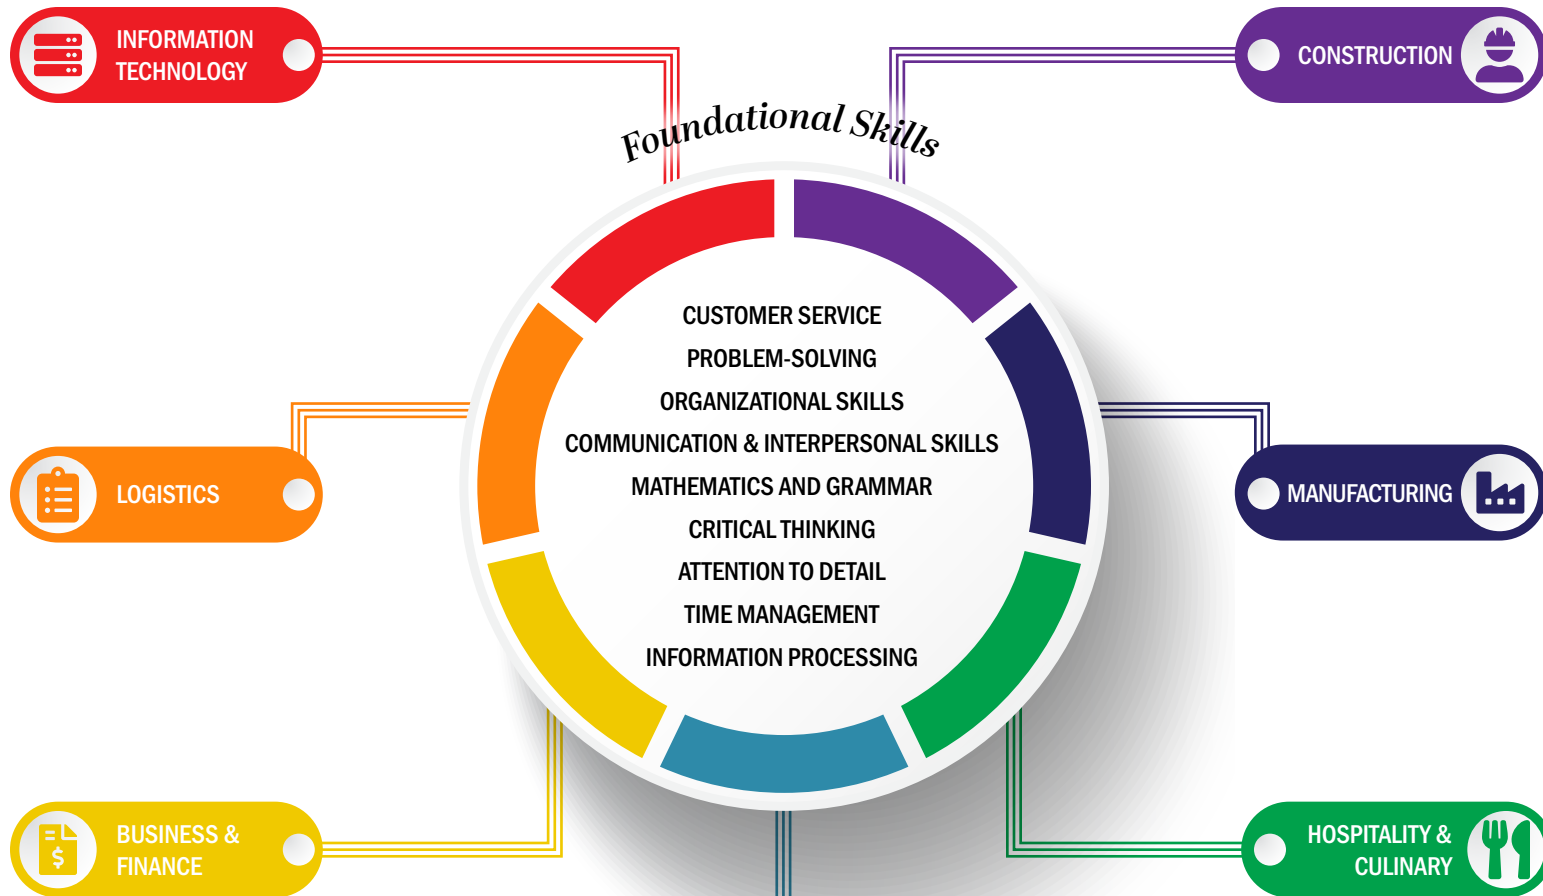 INFORMATION
TECHNOLOGY
CONSTRUCTION
Foundational Skills
CUSTOMER SERVICE
PROBLEM-SOLVING
ORGANIZATIONAL SKILLS
COMMUNICATION & INTERPERSONAL SKILLS
MATHEMATICS AND GRAMMAR
CRITICAL THINKING
ATTENTION TO DETAIL
TIME MANAGEMENT
INFORMATION PROCESSING
LOGISTICS
MANUFACTURING
BUSINESS &
FINANCE
$
HOSPITALITY &
CULINARY